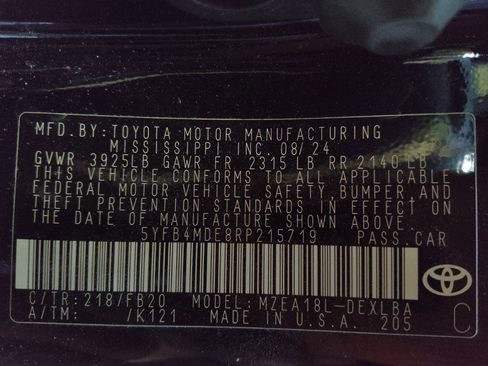 MFD.BY:TOYOTA MOTOR MANUFACTURING
MISSISSIPPI INC. 08/24
GVWR 3925LB GAWR FR 2315 LB RR 2140 LB
THIS VEHICLE CONFORMS TO ALL APPLICABLE
FEDERAL MOTOR VEHICLE SAFETY, BUMPER AND
THEFT PREVENTION STANDARDS IN EFFECT ON
THE DATE OF MANUFACTURE SHOWN ABOVE.
5YFB4MDE8RP215719 PASS.CAR
C/TR:218/FB20 MODEL:MZEA18L-DEXLBA
A/TM: /K121 MADE IN U.S.A. 205
C